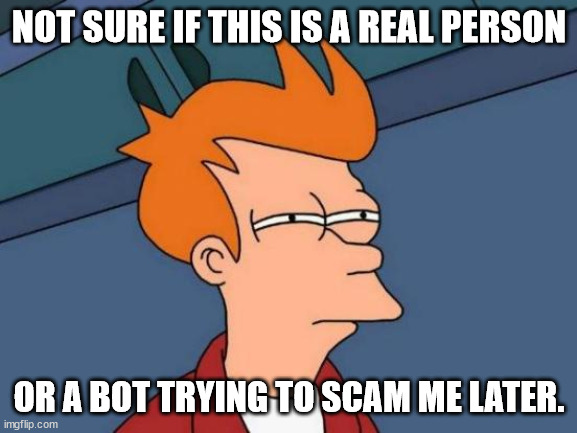 NOT SURE IF THIS IS A REAL PERSON
OR A BOT TRYING TO SCAM ME LATER.
imgflip.com